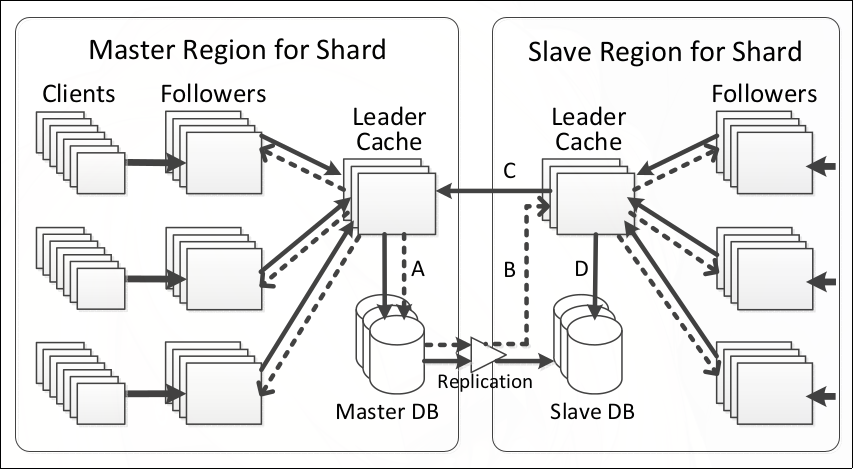 Master Region for Shard
Slave Region for Shard
Clients
Followers
Leader
Cache
Leader
Cache
Followers
C
A
B
D
Replication
Master DB
Slave DB